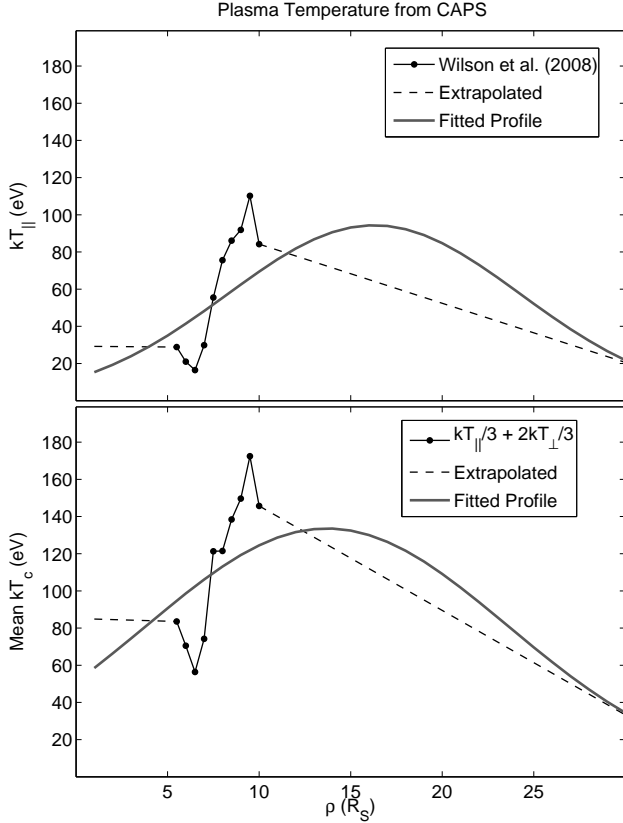 Plasma Temperature from CAPS
180
160
140
120
100
80
60
40
20
kT|| (eV)
Wilson et al. (2008)
Extrapolated
Fitted Profile
180
160
140
120
100
80
60
40
20
Mean kTc (eV)
kT||/3 + 2kT⊥/3
Extrapolated
Fitted Profile
5 10 15 20 25
ρ (RS)